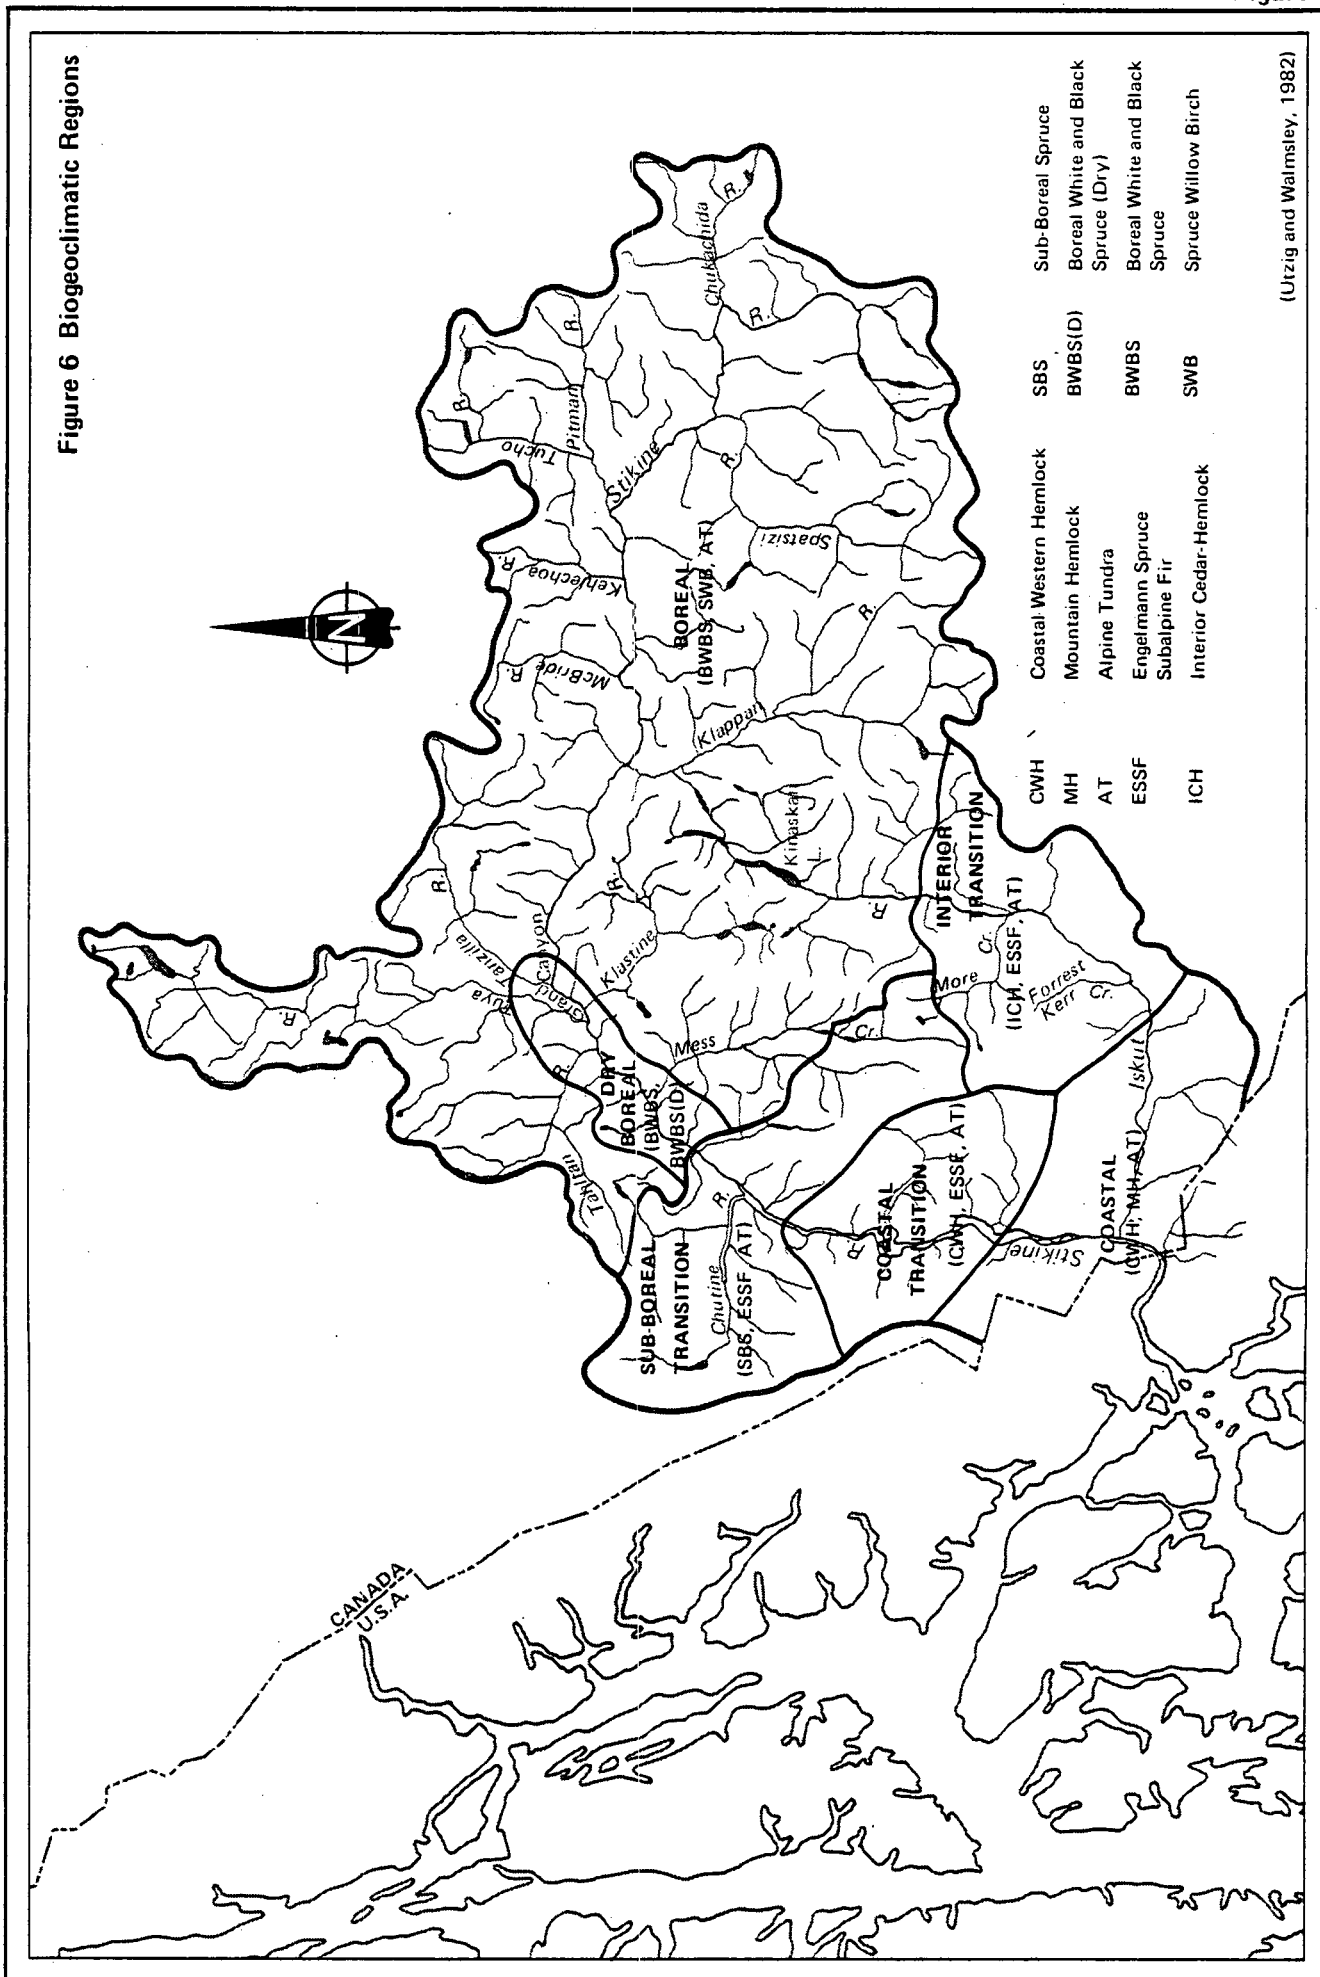 Figure 6 Biogeoclimatic Regions
N
CANADA
U.S.A.
R.
Tuya
Tanzilla
R.
Grand
Canyon
Klastine
R.
Tahltan
R.
DRY
BOREAL
(BWBS,
BWBS(D)
Mess
Cr.
McBride
R.
Kehlechoa
R.
Tucho
R.
Pitman
R.
Stikine
Chukachida
R.
R.
R.
Spatsizi
BOREAL
(BWBS, SWB, AT)
Klappan
R.
Kinaskan
L.
R.
SUB-BOREAL
TRANSITION
Chutine
R.
(SBS, ESSF, AT)
COASTAL
TRANSITION
(CWH, ESSF, AT)
R.
INTERIOR
TRANSITION
(ICH, ESSF, AT)
More
Cr.
Forrest
Kerr
Cr.
Iskut
COASTAL
(CWH, MH, AT)
Stikine
CWH Coastal Western Hemlock
MH Mountain Hemlock
AT Alpine Tundra
ESSF Engelmann Spruce
Subalpine Fir
ICH Interior Cedar-Hemlock
SBS Sub-Boreal Spruce
BWBS(D) Boreal White and Black
Spruce (Dry)
BWBS Boreal White and Black
Spruce
SWB Spruce Willow Birch
(Utzig and Walmsley, 1982)